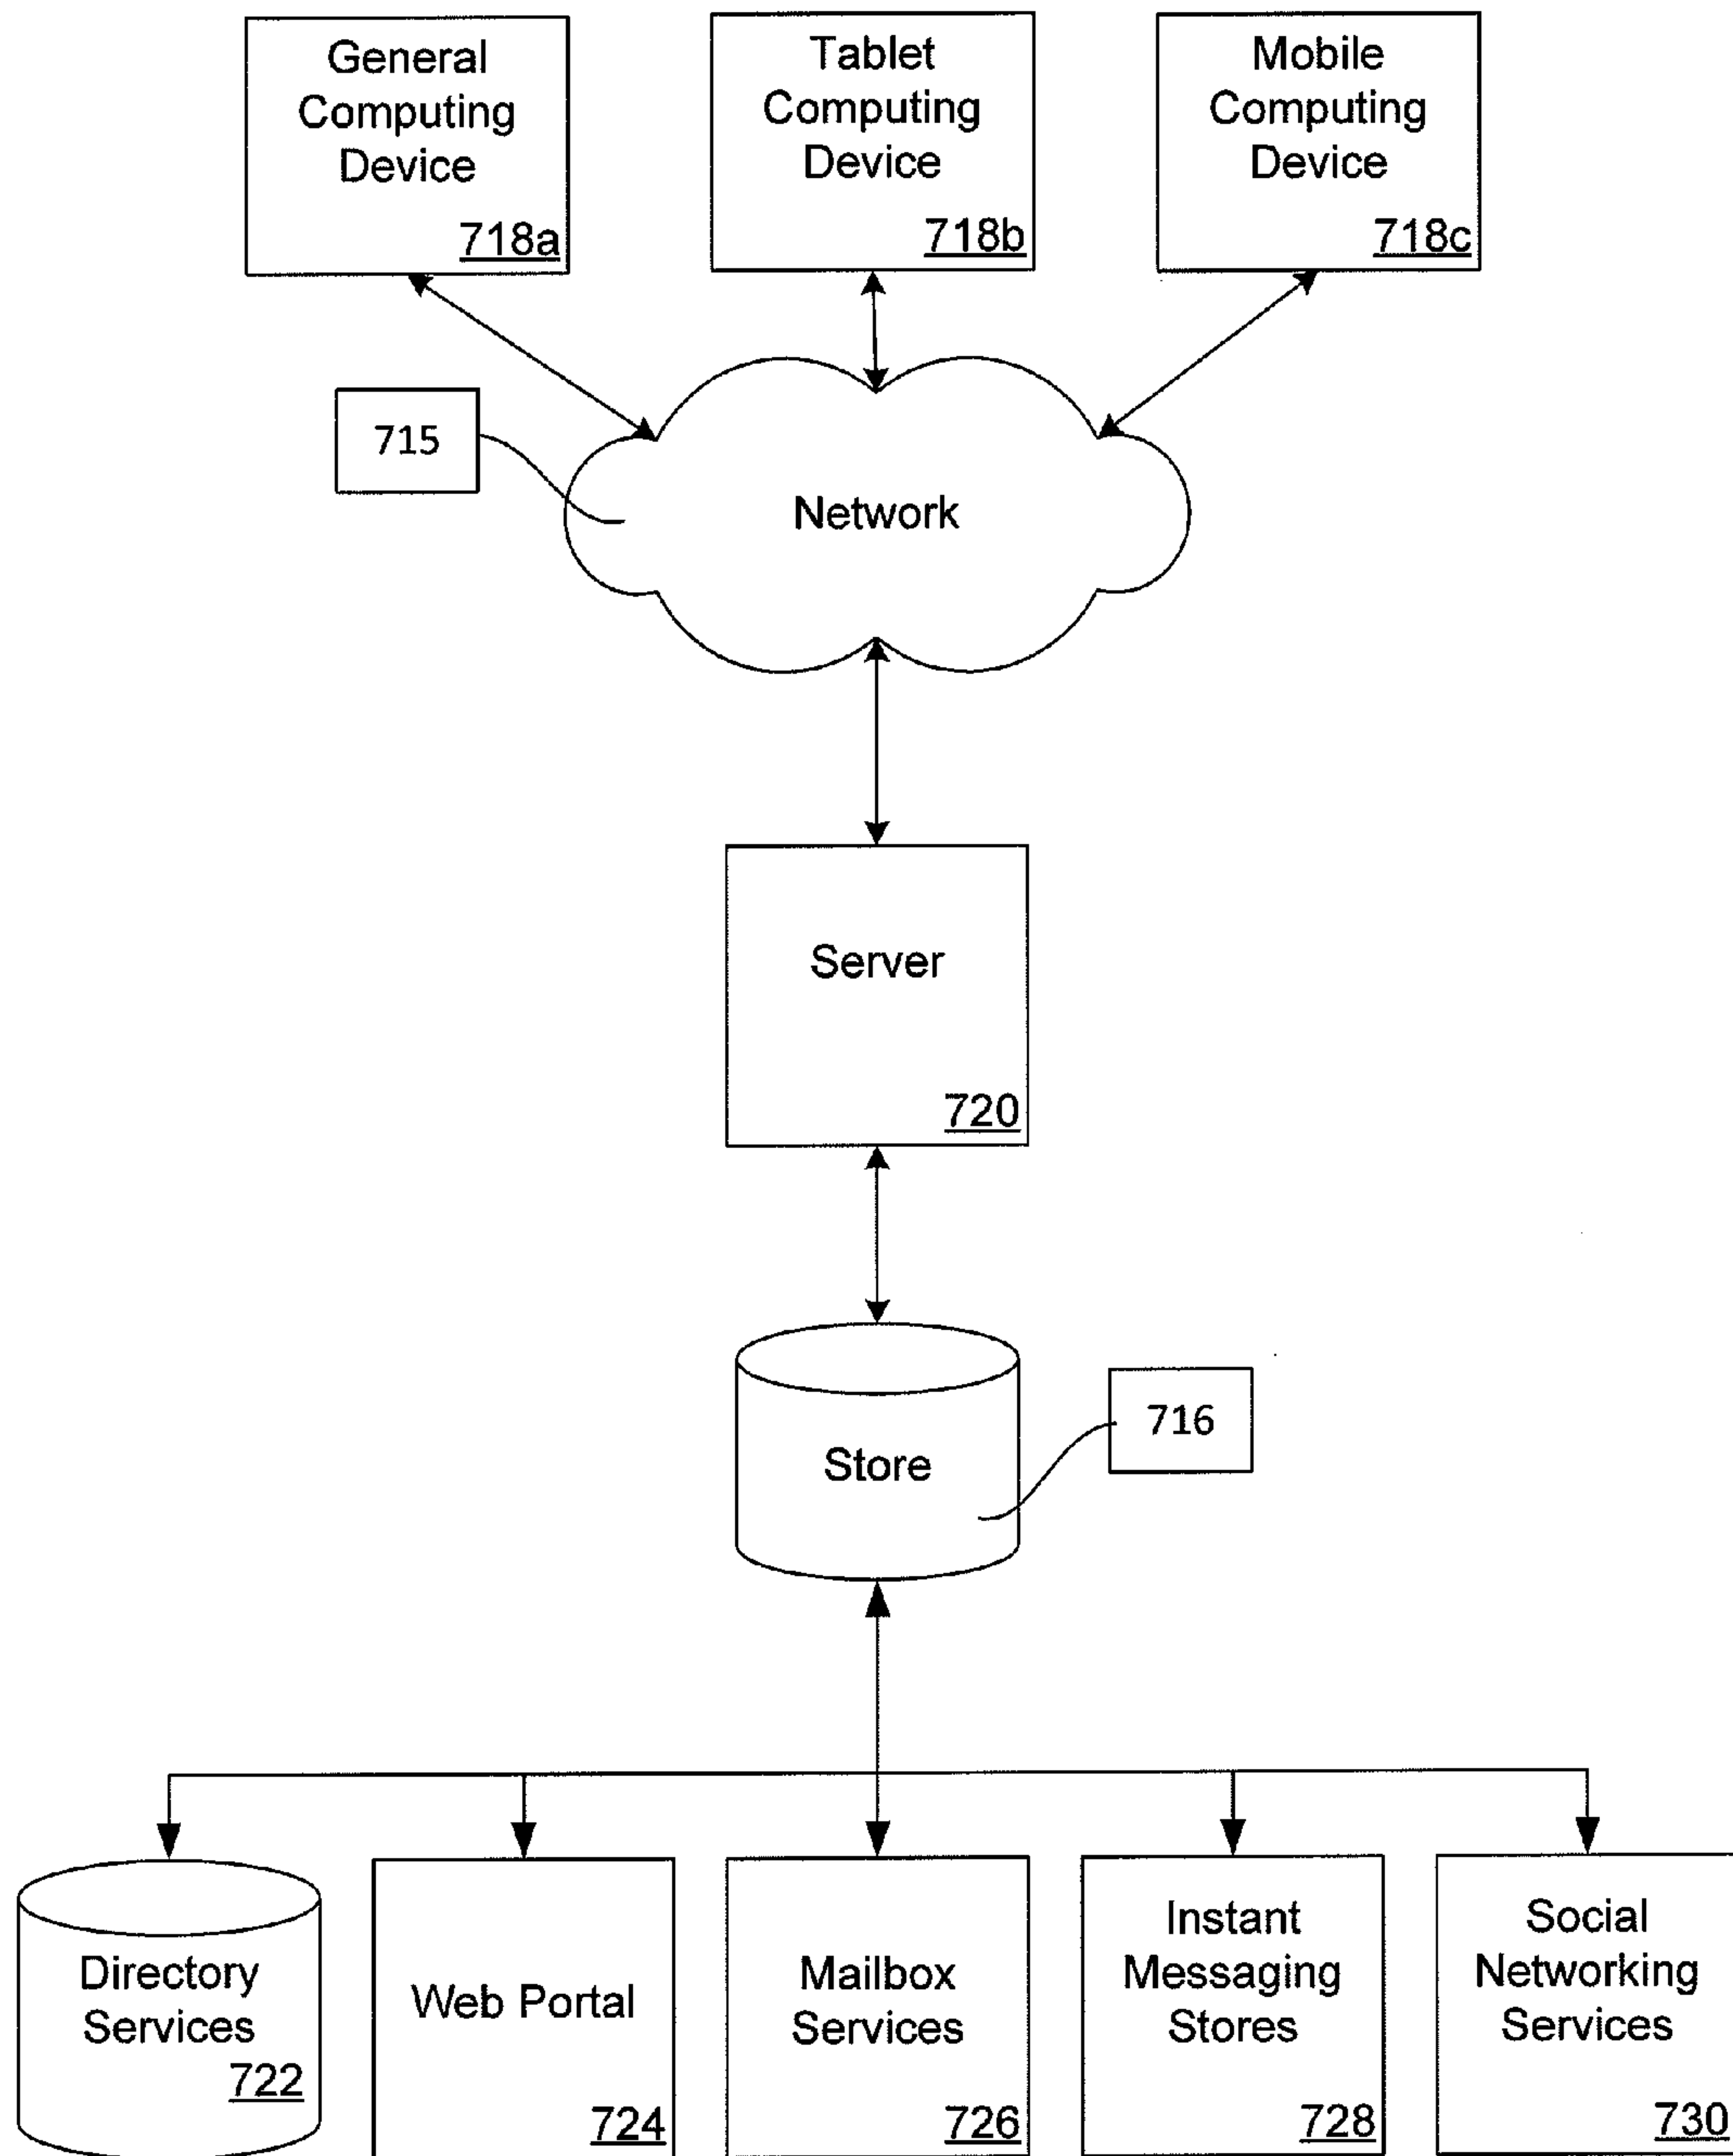 General
Computing
Device
718a
Tablet
Computing
Device
718b
Mobile
Computing
Device
718c
715
Network
Server
720
Store
716
Directory
Services
722
Web Portal
724
Mailbox
Services
726
Instant
Messaging
Stores
728
Social
Networking
Services
730